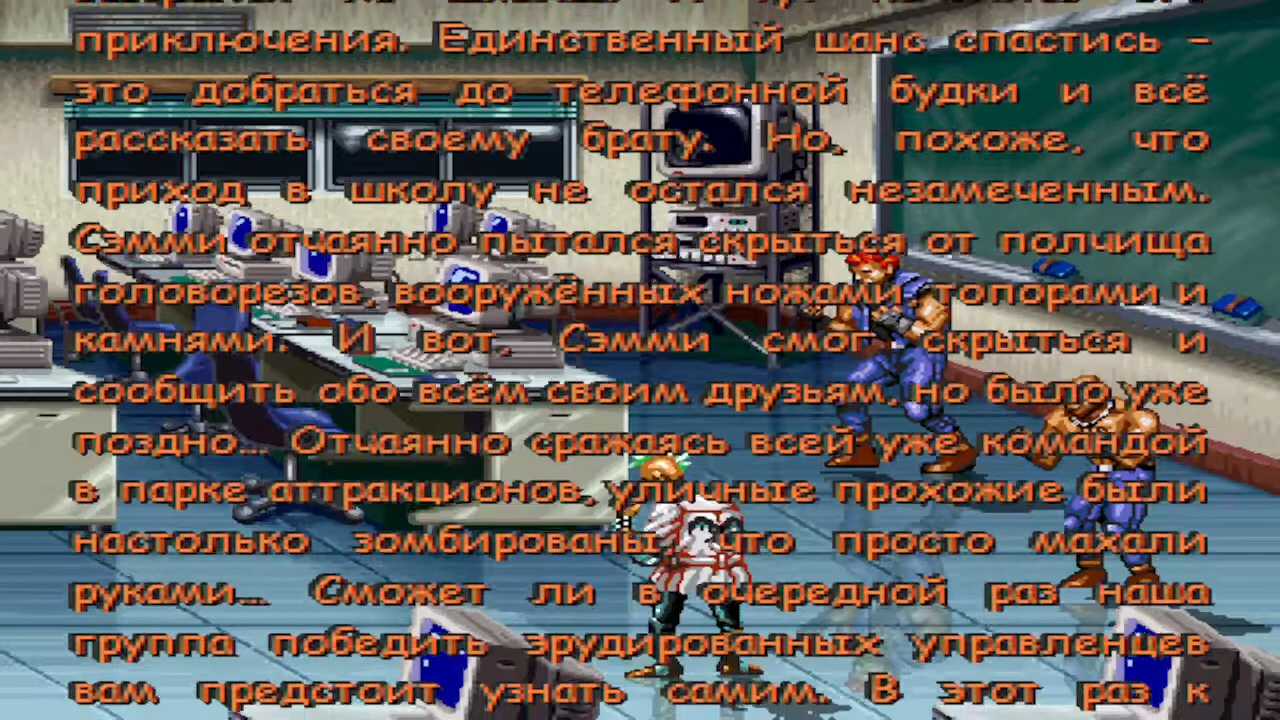 приключения. Единственный шанс спастись -
это добраться до телефонной будки и всё
рассказать своему брату. Но, похоже, что
приход в школу не остался незамеченным.
Сэмми отчаянно пытался скрыться от полчища
головорезов, вооружённых ножами топорами и
камнями. И вот, Сэмми смог скрыться и
сообщить обо всём своим друзьям, но было уже
поздно... Отчаянно сражаясь всей уже командой
в парке аттракционов, уличные прохожие были
настолько зомбированы что просто махали
руками... Сможет ли в очередной раз наша
группа победить эрудированных управленцев
вам предстоит узнать самим. В этот раз к